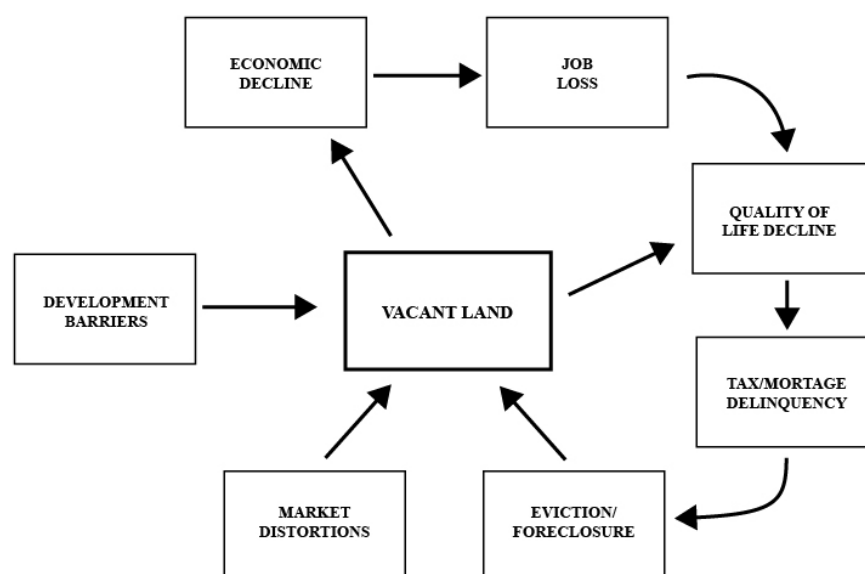 ECONOMIC
DECLINE
JOB
LOSS
QUALITY OF
LIFE DECLINE
DEVELOPMENT
BARRIERS
VACANT LAND
TAX/MORTAGE
DELINQUENCY
MARKET
DISTORTIONS
EVICTION/
FORECLOSURE